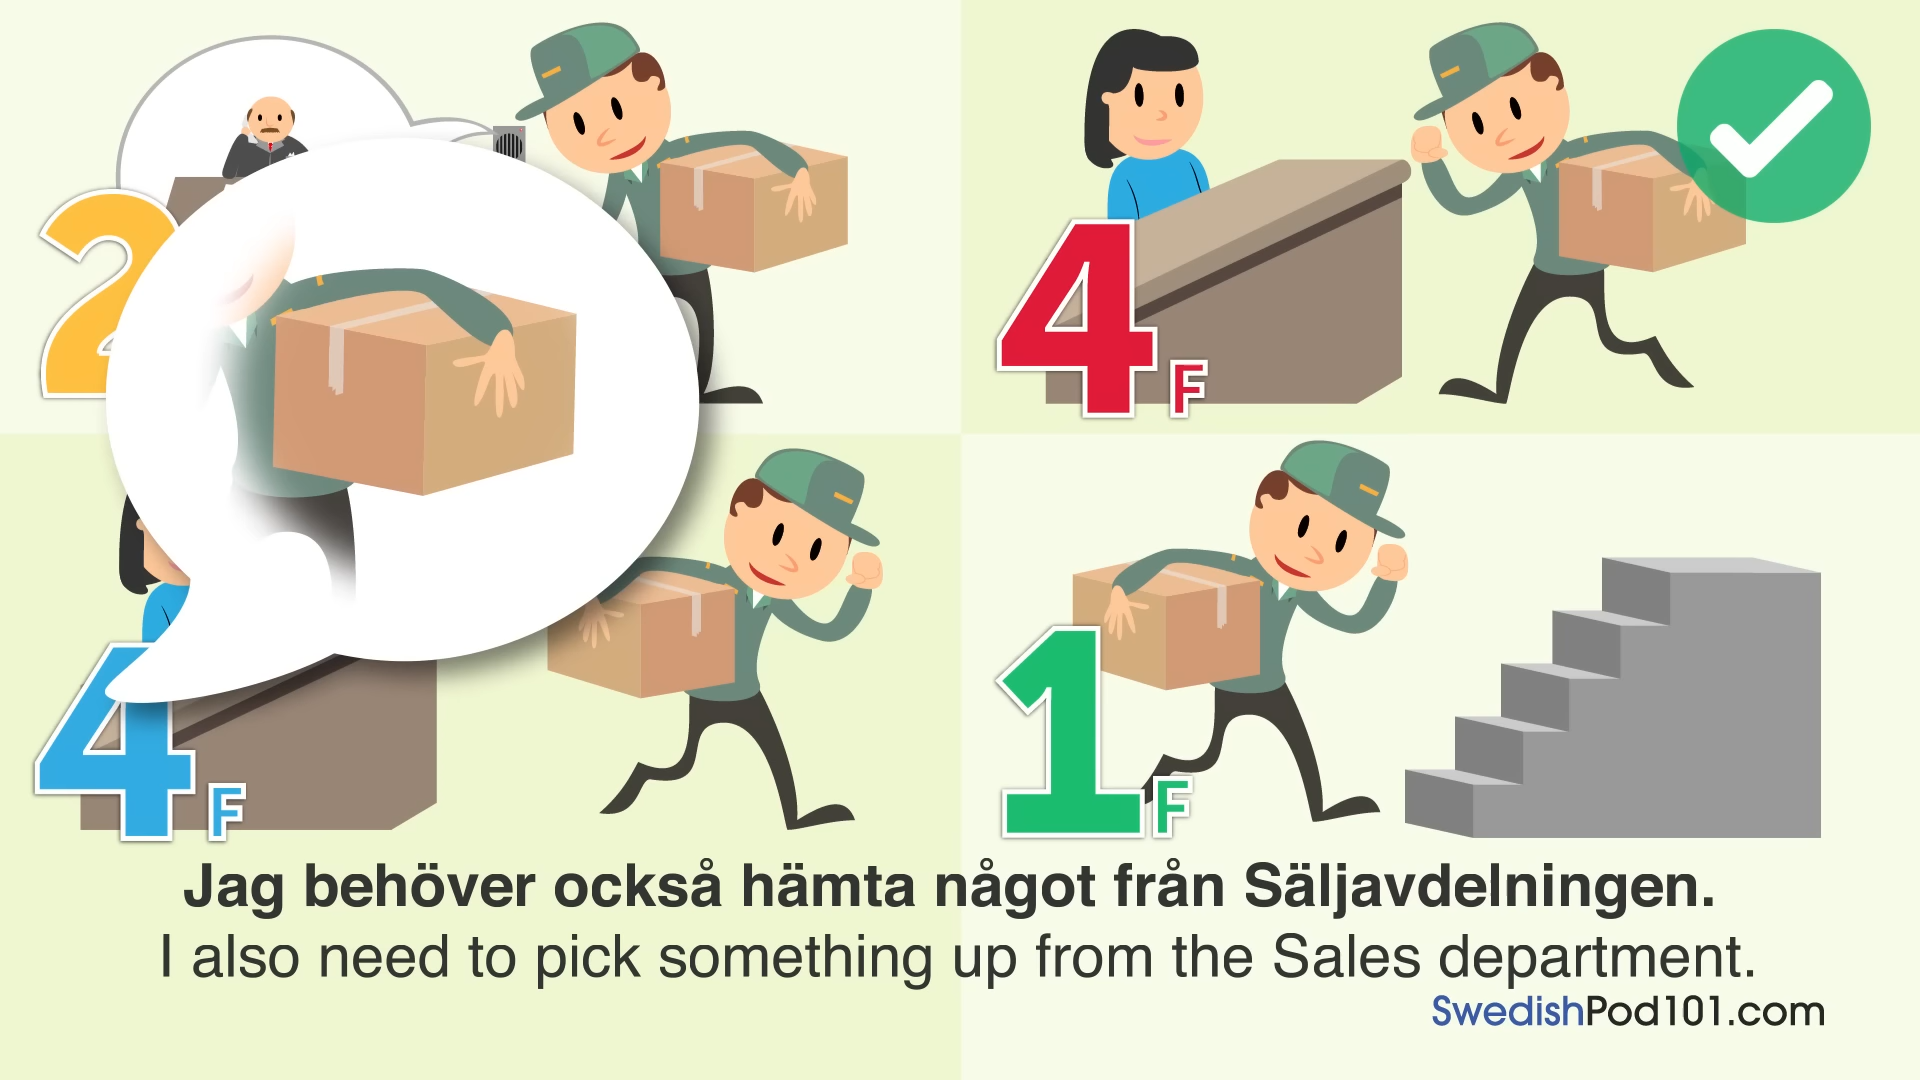 2
4 F
4 F
1 F
Jag behöver också hämta något från Säljavdelningen.
I also need to pick something up from the Sales department.
SwedishPod101.com